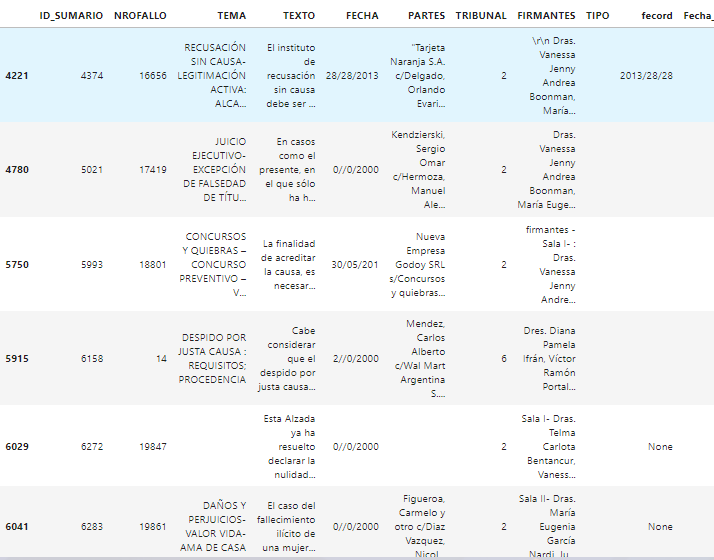 ID_SUMARIO NROFALLO TEMA TEXTO FECHA PARTES TRIBUNAL FIRMANTES TIPO fecord Fecha_
4221 4374 16656 RECUSACIÓN SIN CAUSA- LEGITIMACIÓN ACTIVA: ALCA... El instituto de recusación sin causa debe ser ... 28/28/2013 "Tarjeta Naranja S.A. c/Delgado, Orlando Evari... 2 \r\n Dras. Vanessa Jenny Andrea Boonman, María... 2013/28/28
4780 5021 17419 JUICIO EJECUTIVO- EXCEPCIÓN DE FALSEDAD DE TÍTU... En casos como el presente, en el que sólo ha h... 0//0/2000 Kendzierski, Sergio Omar c/Hermoza, Manuel Ale... 2 Dras. Vanessa Jenny Andrea Boonman, María Euge...
5750 5993 18801 CONCURSOS Y QUIEBRAS – CONCURSO PREVENTIVO – V... La finalidad de acreditar la causa, es necesar... 30/05/201 Nueva Empresa Godoy SRL s/Concursos y quiebras... 2 firmantes - Sala I- : Dras. Vanessa Jenny Andre...
5915 6158 14 DESPIDO POR JUSTA CAUSA : REQUISITOS; PROCEDENCIA Cabe considerar que el despido por justa causa... 2//0/2000 Mendez, Carlos Alberto c/Wal Mart Argentina S.... 6 Dres. Diana Pamela Ifrán, Víctor Ramón Portal...
6029 6272 19847 Esta Alzada ya ha resuelto declarar la nulidad... 0//0/2000 2 Sala I- Dras. Telma Carlota Bentancur, Vaness... None
6041 6283 19861 DAÑOS Y PERJUICIOS- VALOR VIDA- AMA DE CASA El caso del fallecimiento ilícito de una mujer... 0//0/2000 Figueroa, Carmelo y otro c/Diaz Vazquez, Nicol... 2 Sala II- Dras. María Eugenia García Nardi, Ju... None